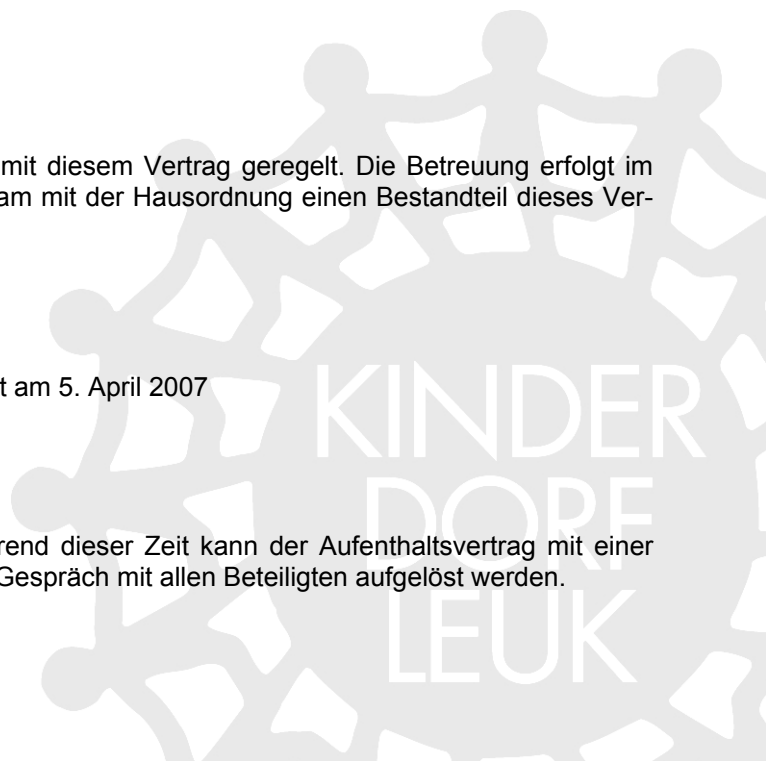 mit diesem Vertrag geregelt. Die Betreuung erfolgt im
am mit der Hausordnung einen Bestandteil dieses Ver-
t am 5. April 2007
KINDER
DORF
LEUK
rend dieser Zeit kann der Aufenthaltsvertrag mit einer
Gespräch mit allen Beteiligten aufgelöst werden.